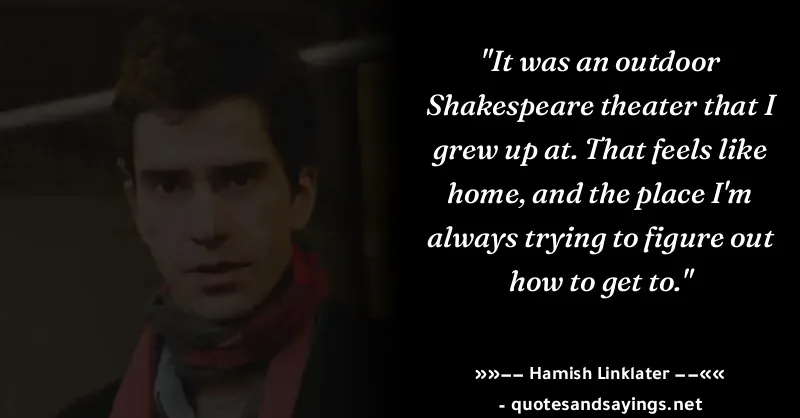 "It was an outdoor
Shakespeare theater that I
grew up at. That feels like
home, and the place I'm
always trying to figure out
how to get to."
»»−− Hamish Linklater −−««
- quotesandsayings.net